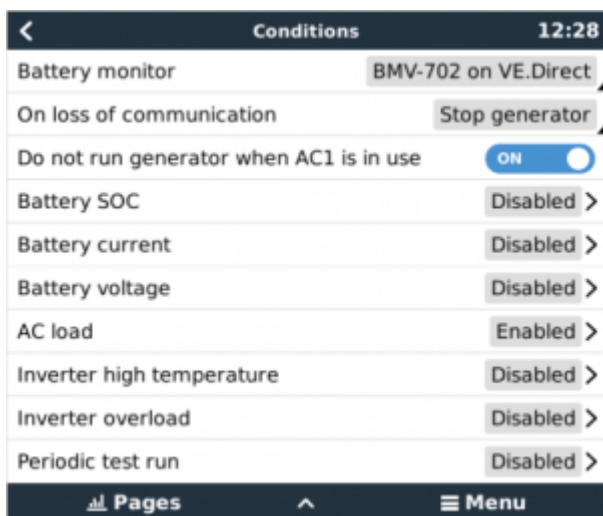 Conditions 12:28
Battery monitor BMV-702 on VE.Direct
On loss of communication Stop generator
Do not run generator when AC1 is in use ON
Battery SOC Disabled
Battery current Disabled
Battery voltage Disabled
AC load Enabled
Inverter high temperature Disabled
Inverter overload Disabled
Periodic test run Disabled
Pages Menu